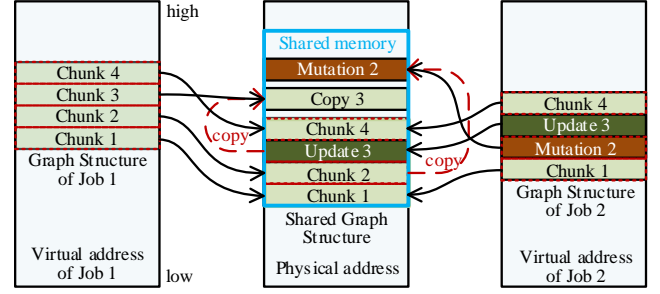 high
Chunk 4
Chunk 3
Chunk 2
Chunk 1
Graph Structure
of Job 1
Virtual address
of Job 1
low
Shared memory
Mutation 2
Copy 3
Chunk 4
Update 3
Chunk 2
Chunk 1
copy
copy
Shared Graph
Structure
Physical address
Chunk 4
Update 3
Mutation 2
Chunk 1
Graph Structure
of Job 2
Virtual address
of Job 2